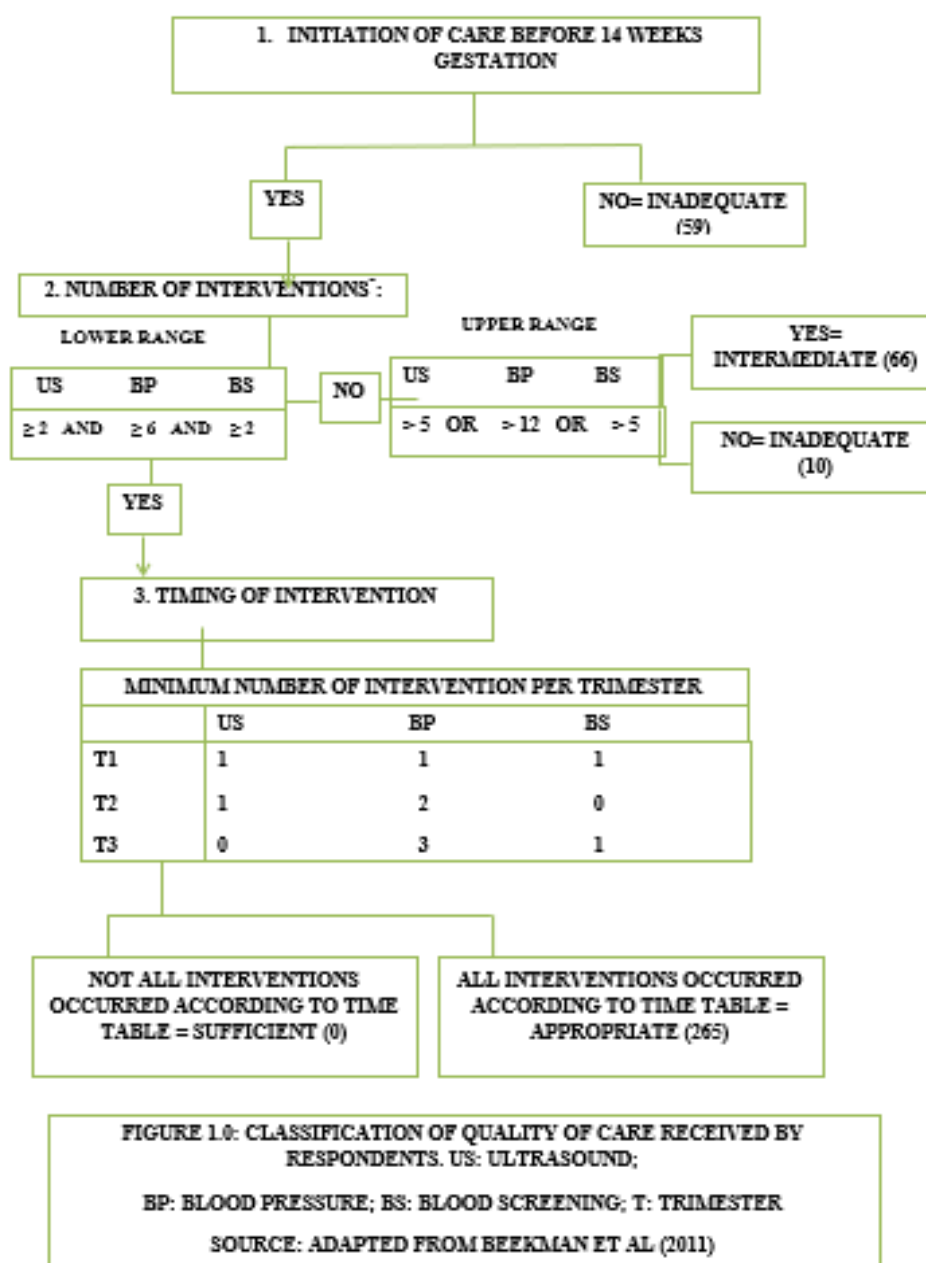 1. INITIATION OF CARE BEFORE 14 WEEKS
GESTATION
YES
NO= INADEQUATE
(59)
2. NUMBER OF INTERVENTIONS:
LOWER RANGE
US BP BS
≥ 2 AND ≥ 6 AND ≥ 2
NO
UPPER RANGE
US BP BS
> 5 OR > 12 OR > 5
YES=
INTERMEDIATE (66)
NO= INADEQUATE
(10)
YES
3. TIMING OF INTERVENTION
MINIMUM NUMBER OF INTERVENTION PER TRIMESTER
US BP BS
T1 1 1 1
T2 1 2 0
T3 0 3 1
NOT ALL INTERVENTIONS
OCCURRED ACCORDING TO TIME
TABLE = SUFFICIENT (0)
ALL INTERVENTIONS OCCURRED
ACCORDING TO TIME TABLE =
APPROPRIATE (265)
FIGURE 1.0: CLASSIFICATION OF QUALITY OF CARE RECEIVED BY
RESPONDENTS. US: ULTRASOUND;
BP: BLOOD PRESSURE; BS: BLOOD SCREENING; T: TRIMESTER
SOURCE: ADAPTED FROM BEEKMAN ET AL (2011)